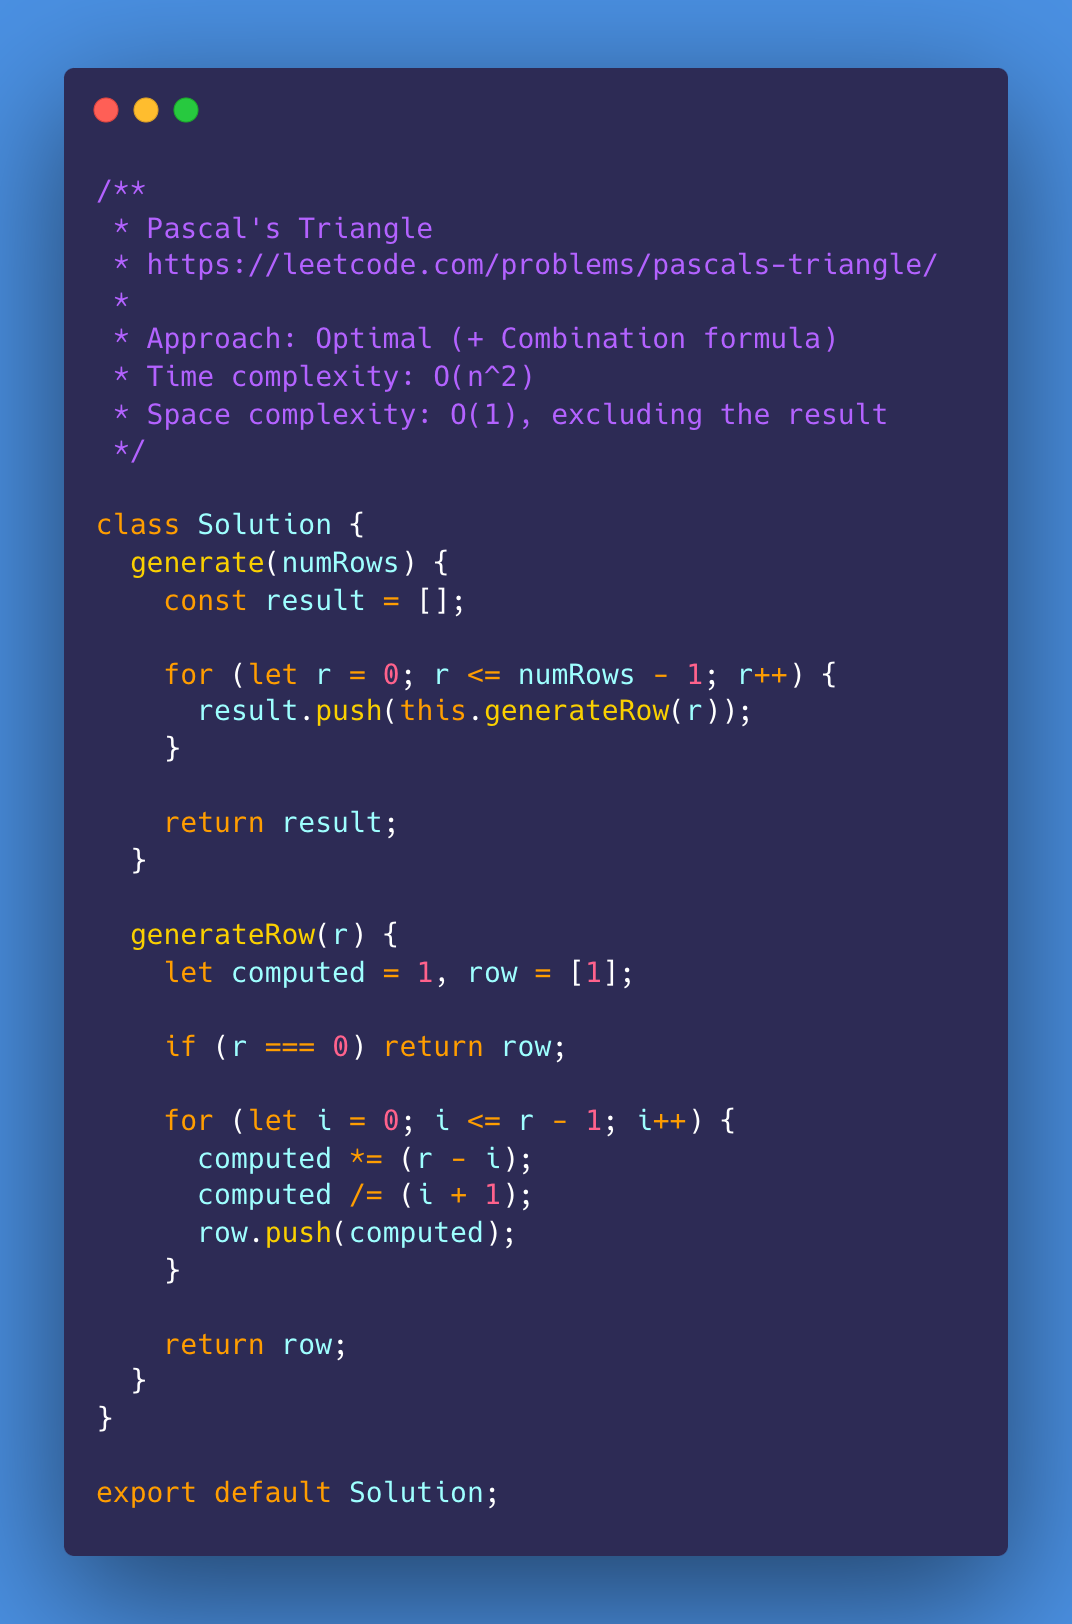 /**
 * Pascal's Triangle
 * https://leetcode.com/problems/pascals-triangle/
 *
 * Approach: Optimal (+ Combination formula)
 * Time complexity: O(n^2)
 * Space complexity: O(1), excluding the result
 */

class Solution {
  generate(numRows) {
    const result = [];

    for (let r = 0; r <= numRows - 1; r++) {
      result.push(this.generateRow(r));
    }

    return result;
  }

  generateRow(r) {
    let computed = 1, row = [1];

    if (r === 0) return row;

    for (let i = 0; i <= r - 1; i++) {
      computed *= (r - i);
      computed /= (i + 1);
      row.push(computed);
    }

    return row;
  }
}

export default Solution;